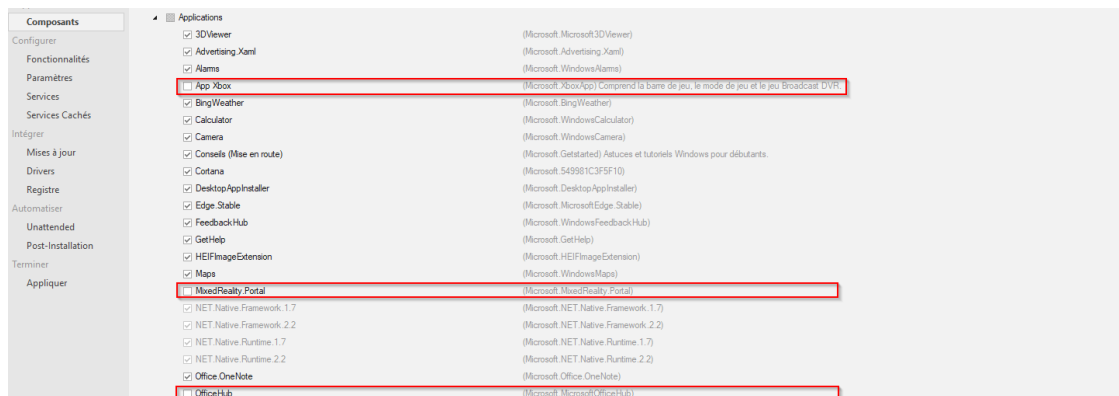 Composants
Configurer
Fonctionnalités
Paramètres
Services
Services Cachés
Intégrer
Mises à jour
Drivers
Registre
Automatiser
Unattended
Post-Installation
Terminer
Appliquer
Applications
3DViewer (Microsoft.Microsoft3DViewer)
Advertising.Xaml (Microsoft.Advertising.Xaml)
Alarms (Microsoft.WindowsAlarms)
App Xbox (Microsoft.XboxApp) Comprend la barre de jeu, le mode de jeu et le jeu Broadcast DVR.
BingWeather (Microsoft.BingWeather)
Calculator (Microsoft.WindowsCalculator)
Camera (Microsoft.WindowsCamera)
Conseils (Mise en route) (Microsoft.Getstarted) Astuces et tutoriels Windows pour débutants.
Cortana (Microsoft.549981C3F5F10)
DesktopAppInstaller (Microsoft.DesktopAppInstaller)
Edge.Stable (Microsoft.MicrosoftEdge.Stable)
FeedbackHub (Microsoft.WindowsFeedbackHub)
GetHelp (Microsoft.GetHelp)
HEIFImageExtension (Microsoft.HEIFImageExtension)
Maps (Microsoft.WindowsMaps)
MixedReality.Portal (Microsoft.MixedReality.Portal)
NET.Native.Framework.1.7 (Microsoft.NET.Native.Framework.1.7)
NET.Native.Framework.2.2 (Microsoft.NET.Native.Framework.2.2)
NET.Native.Runtime.1.7 (Microsoft.NET.Native.Runtime.1.7)
NET.Native.Runtime.2.2 (Microsoft.NET.Native.Runtime.2.2)
Office.OneNote (Microsoft.Office.OneNote)
OfficeHub (Microsoft.MicrosoftOfficeHub)